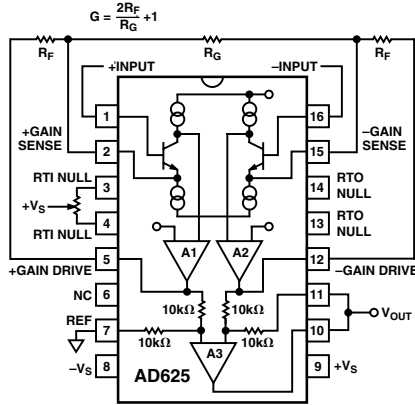 G = 2RF/RG +1
RF
RG
RF
+INPUT
–INPUT
1
16
+GAIN
SENSE
–GAIN
SENSE
2
15
RTI NULL
3
14
RTO
NULL
+VS
4
13
RTO
NULL
RTI NULL
A1
A2
+GAIN DRIVE
5
12
–GAIN DRIVE
NC
6
10kΩ
10kΩ
11
VOUT
REF
7
10kΩ
10kΩ
10
A3
–VS
8
AD625
9
+VS